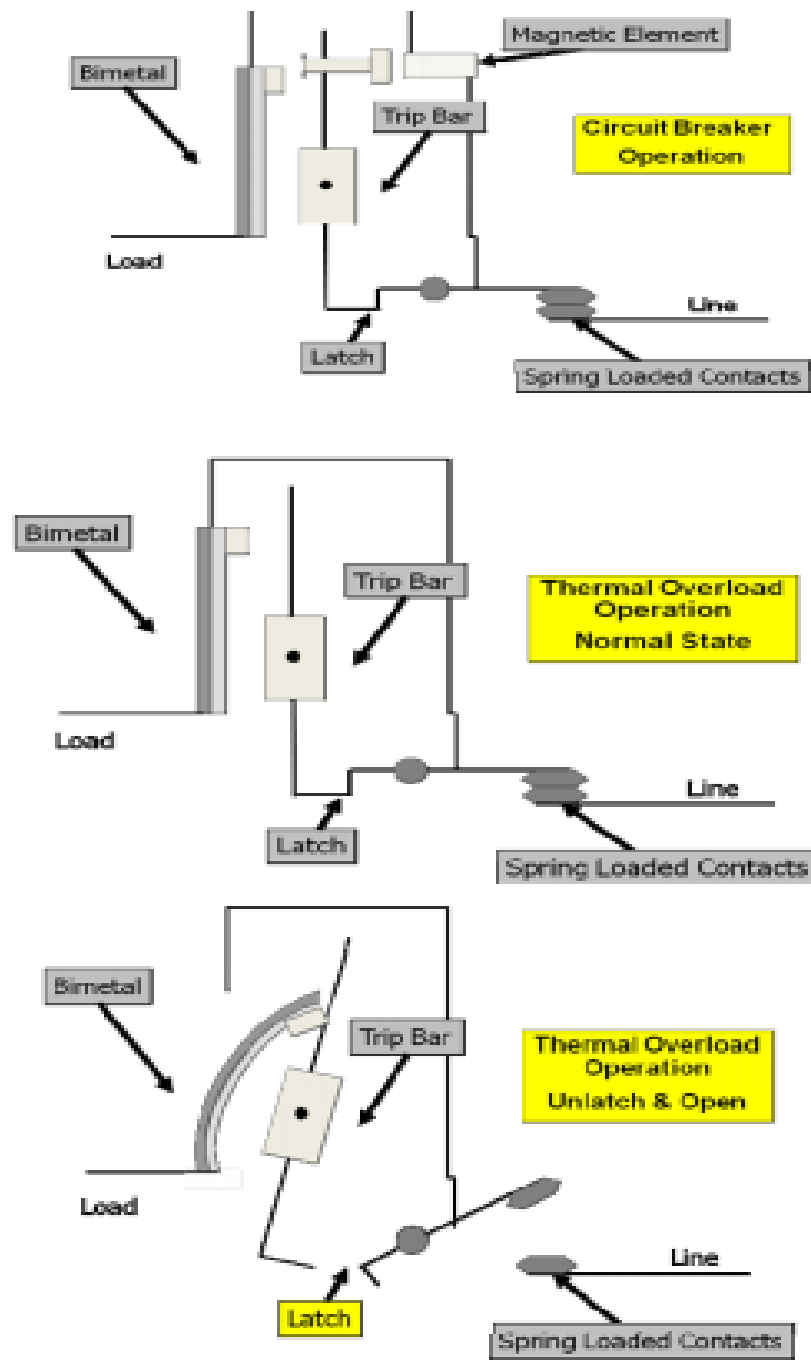 Magnetic Element
Bimetal
Trip Bar
Circuit Breaker
Operation
Load
Line
Latch
Spring Loaded Contacts
Bimetal
Trip Bar
Thermal Overload
Operation
Normal State
Load
Line
Latch
Spring Loaded Contacts
Bimetal
Trip Bar
Thermal Overload
Operation
Unlatch & Open
Load
Line
Latch
Spring Loaded Contacts